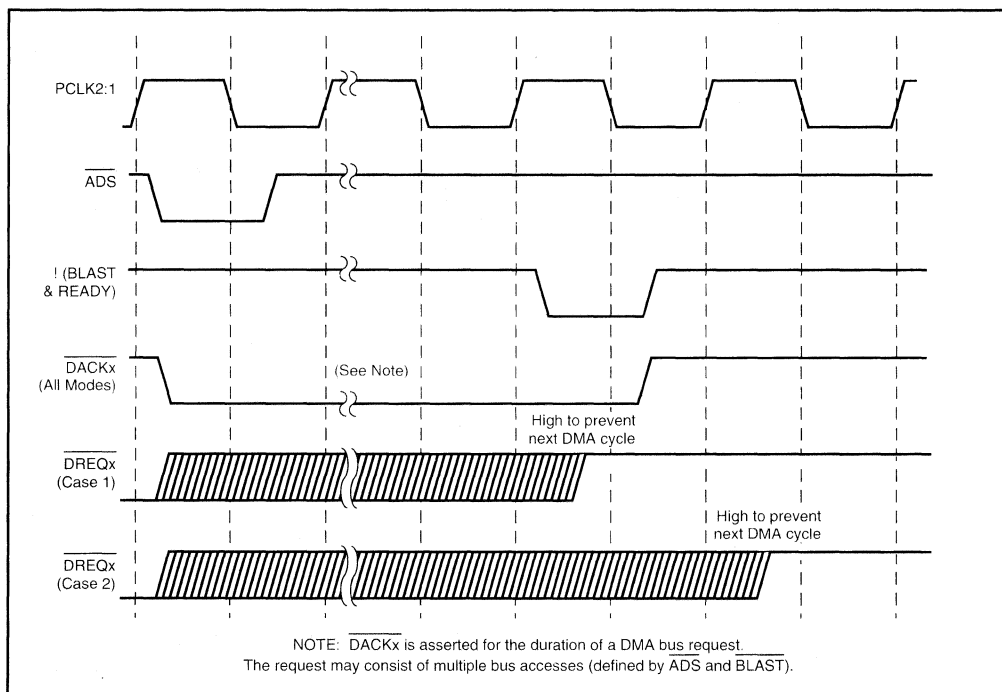 PCLK2:1
ADS
! (BLAST
& READY)
DACKx
(All Modes)
(See Note)
High to prevent
next DMA cycle
DREQx
(Case 1)
High to prevent
next DMA cycle
DREQx
(Case 2)
NOTE: DACKx is asserted for the duration of a DMA bus request.
The request may consist of multiple bus accesses (defined by ADS and BLAST).